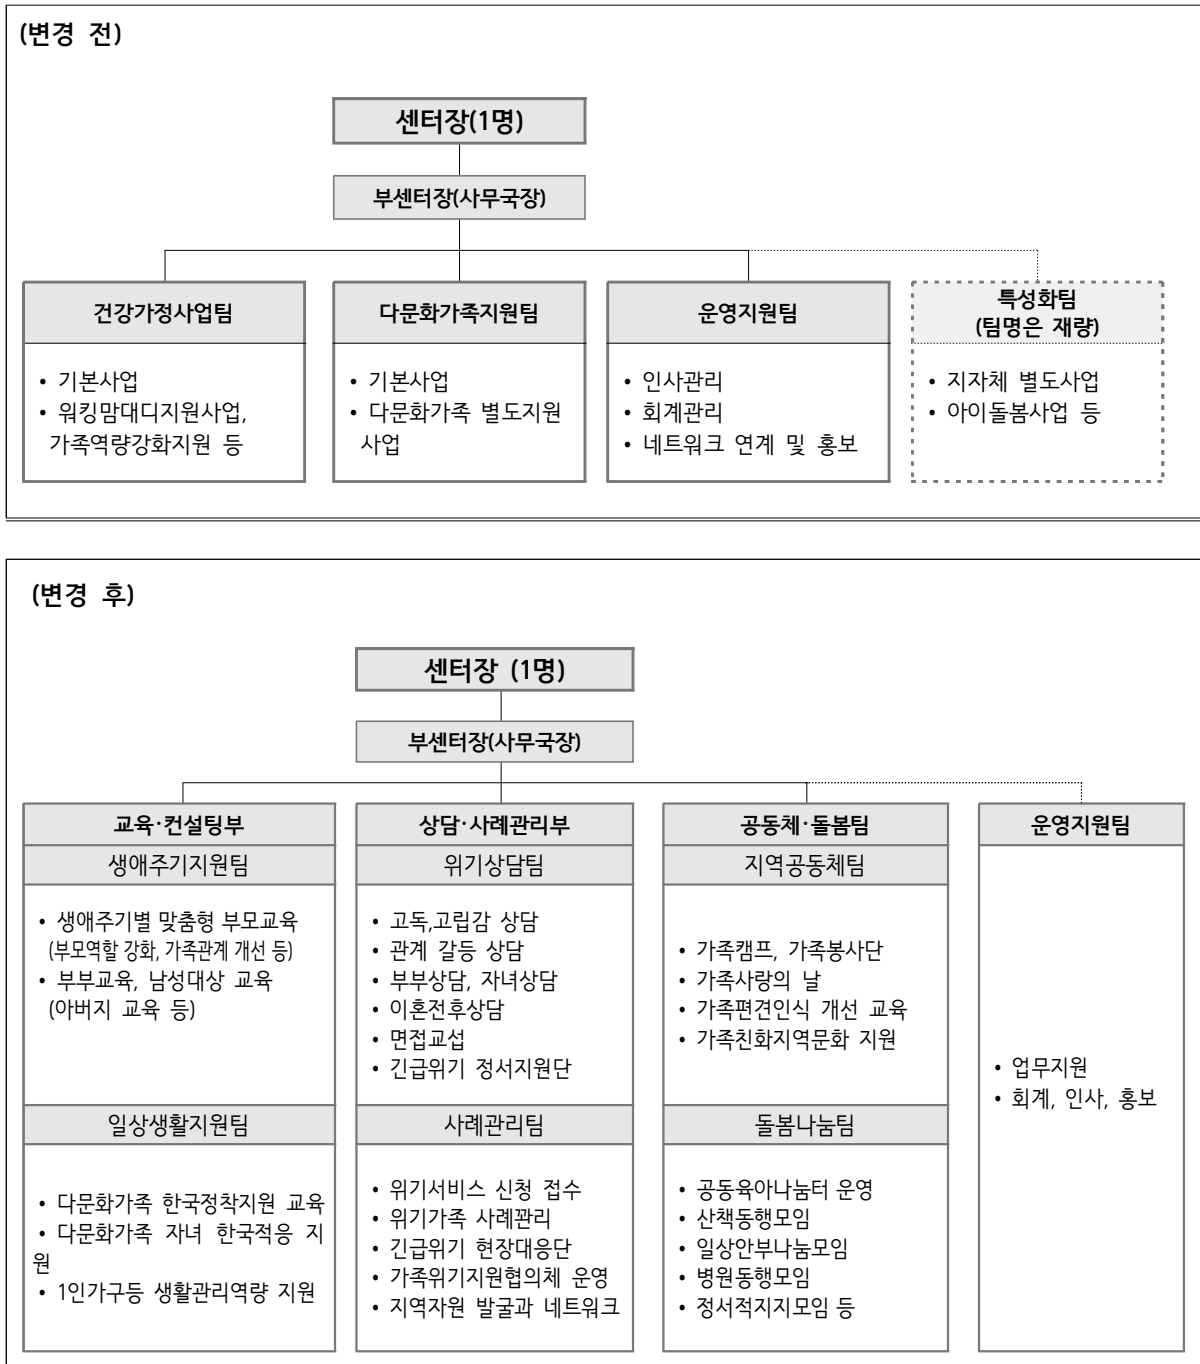 (변경 전)
센터장(1명)
부센터장(사무국장)
건강가정사업팀
• 기본사업
• 워킹맘대디지원사업,
가족역량강화지원 등
다문화가족지원팀
• 기본사업
• 다문화가족 별도지원
사업
운영지원팀
• 인사관리
• 회계관리
• 네트워크 연계 및 홍보
특성화팀
(팀명은 재량)
• 지자체 별도사업
• 아이돌봄사업 등
(변경 후)
센터장 (1명)
부센터장(사무국장)
교육·컨설팅부
생애주기지원팀
• 생애주기별 맞춤형 부모교육
(부모역할 강화, 가족관계 개선 등)
• 부부교육, 남성대상 교육
(아버지 교육 등)
일상생활지원팀
• 다문화가족 한국정착지원 교육
• 다문화가족 자녀 한국적응 지
원
• 1인가구등 생활관리역량 지원
상담·사례관리부
위기상담팀
• 고독,고립감 상담
• 관계 갈등 상담
• 부부상담, 자녀상담
• 이혼전후상담
• 면접교섭
• 긴급위기 정서지원단
사례관리팀
• 위기서비스 신청 접수
• 위기가족 사례관리
• 긴급위기 현장대응단
• 가족위기지원협의체 운영
• 지역자원 발굴과 네트워크
공동체·돌봄팀
지역공동체팀
• 가족캠프, 가족봉사단
• 가족사랑의 날
• 가족편견인식 개선 교육
• 가족친화지역문화 지원
돌봄나눔팀
• 공동육아나눔터 운영
• 산책동행모임
• 일상안부나눔모임
• 병원동행모임
• 정서적지지모임 등
운영지원팀
• 업무지원
• 회계, 인사, 홍보